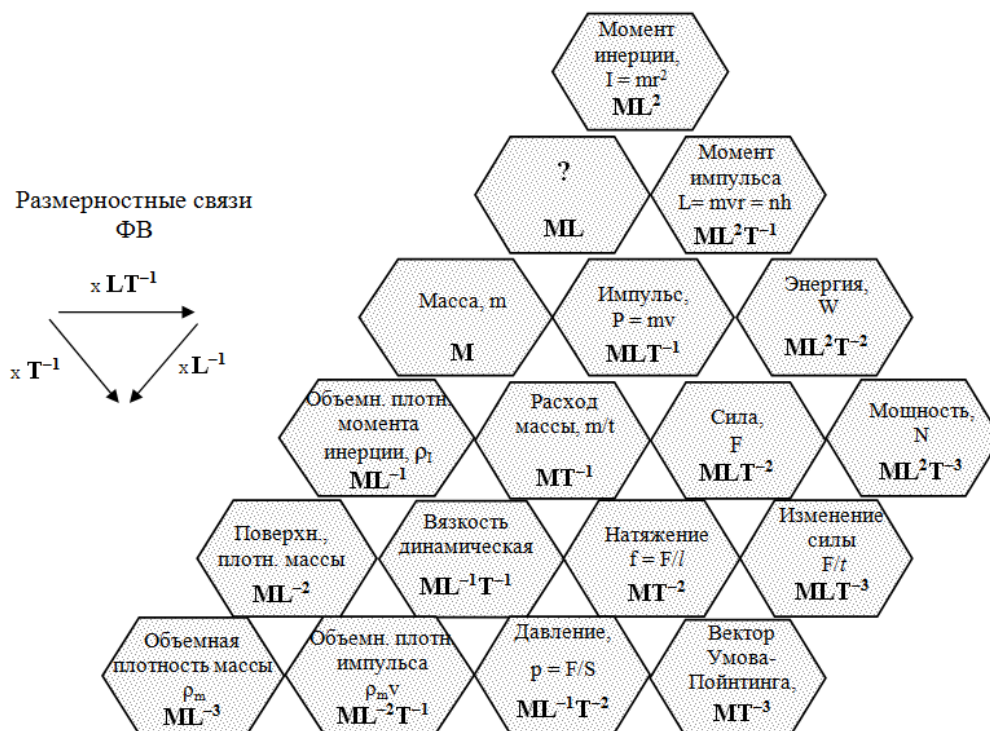 Момент
инерции,
I = mr²
ML²
?
ML
Момент
импульса
L= mvr = nh
ML²T⁻¹
Размерностные связи
ФВ
x LT⁻¹
x T⁻¹
xL⁻¹
Масса, m
M
Импульс,
P = mv
MLT⁻¹
Энергия,
W
ML²T⁻²
Объемн. плотн.
момента
инерции, ρI
ML⁻¹
Расход
массы, m/t
MT⁻¹
Сила,
F
MLT⁻²
Мощность,
N
ML²T⁻³
Поверхн.,
плотн. массы
ML⁻²
Вязкость
динамическая
ML⁻¹T⁻¹
Натяжение
f = F/l
MT⁻²
Изменение
силы
F/t
MLT⁻³
Объемная
плотность массы
ρm
ML⁻³
Объемн. плотн.
импульса
ρmv
ML⁻²T⁻¹
Давление,
p = F/S
ML⁻¹T⁻²
Вектор
Умова-
Пойнтинга,
MT⁻³